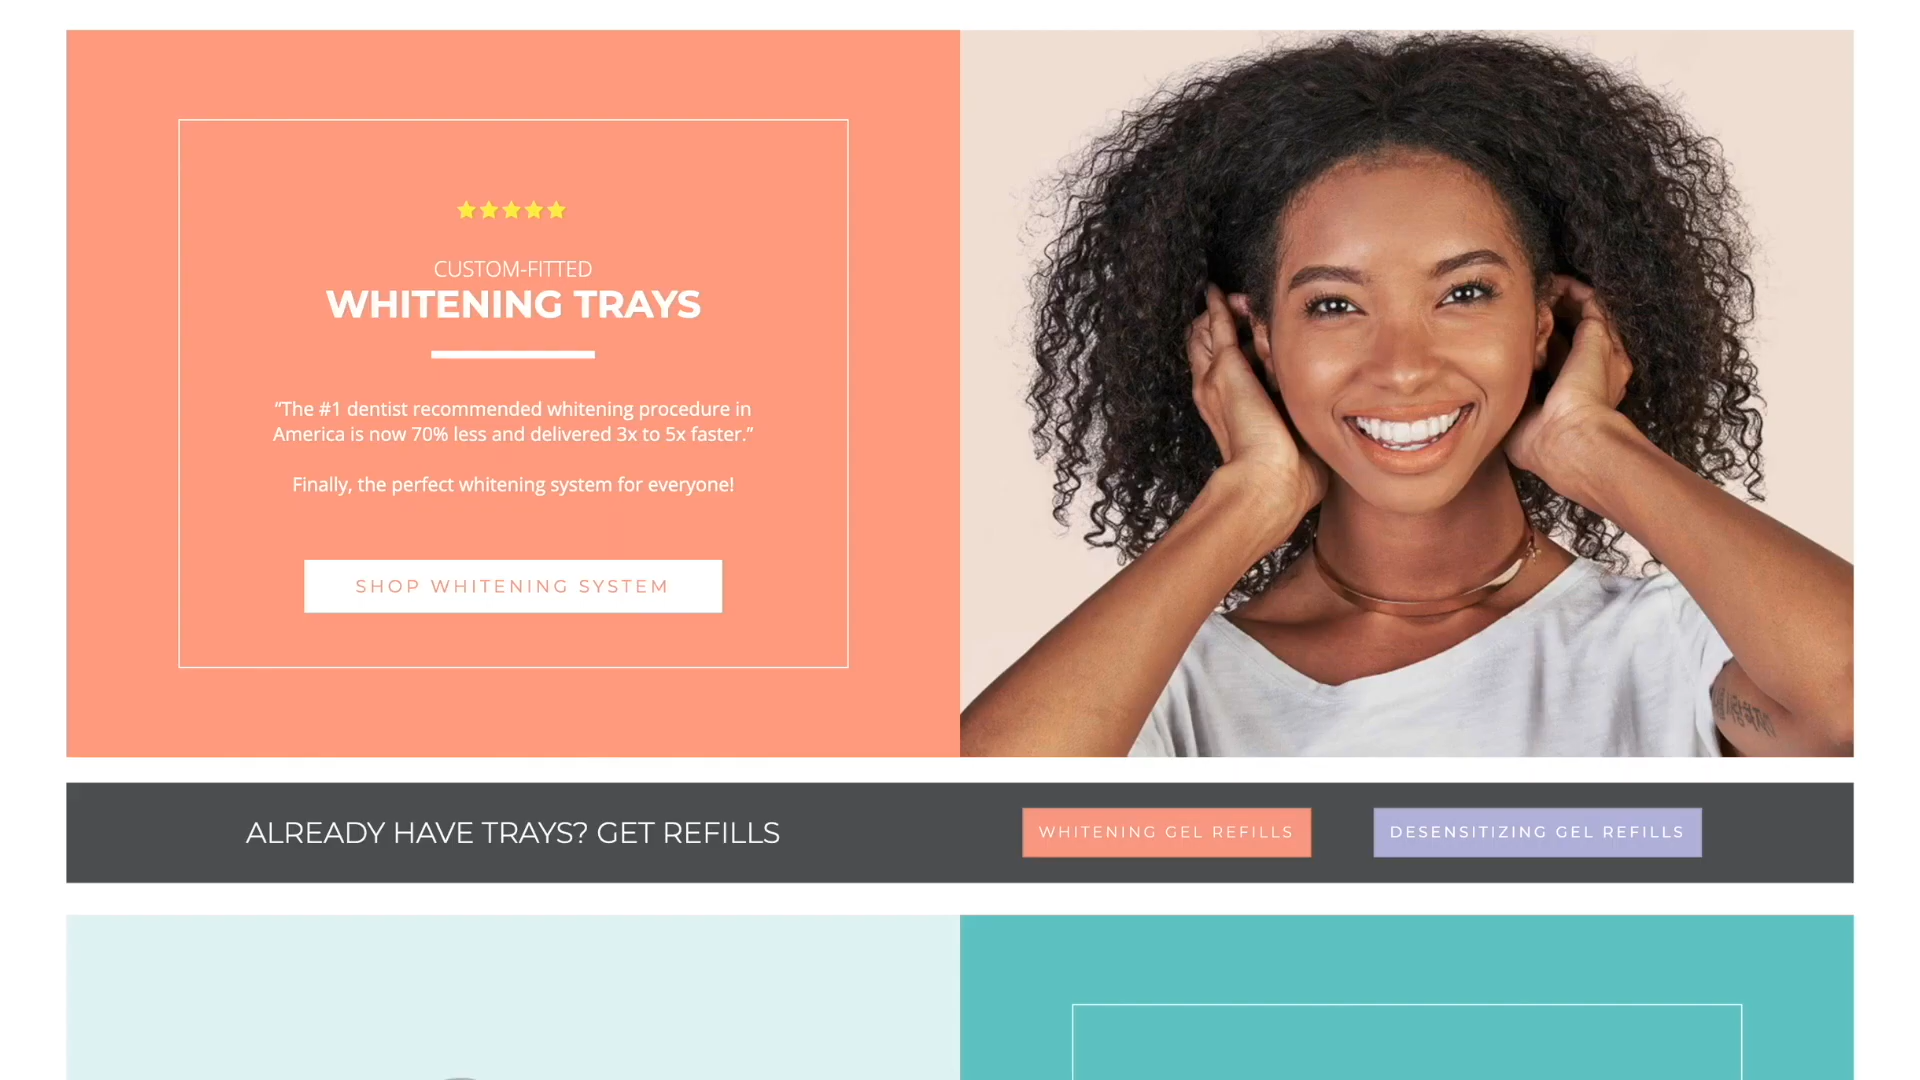 CUSTOM-FITTED
WHITENING TRAYS
“The #1 dentist recommended whitening procedure in
America is now 70% less and delivered 3x to 5x faster.”
Finally, the perfect whitening system for everyone!
SHOP WHITENING SYSTEM
ALREADY HAVE TRAYS? GET REFILLS
WHITENING GEL REFILLS
DESENSITIZING GEL REFILLS